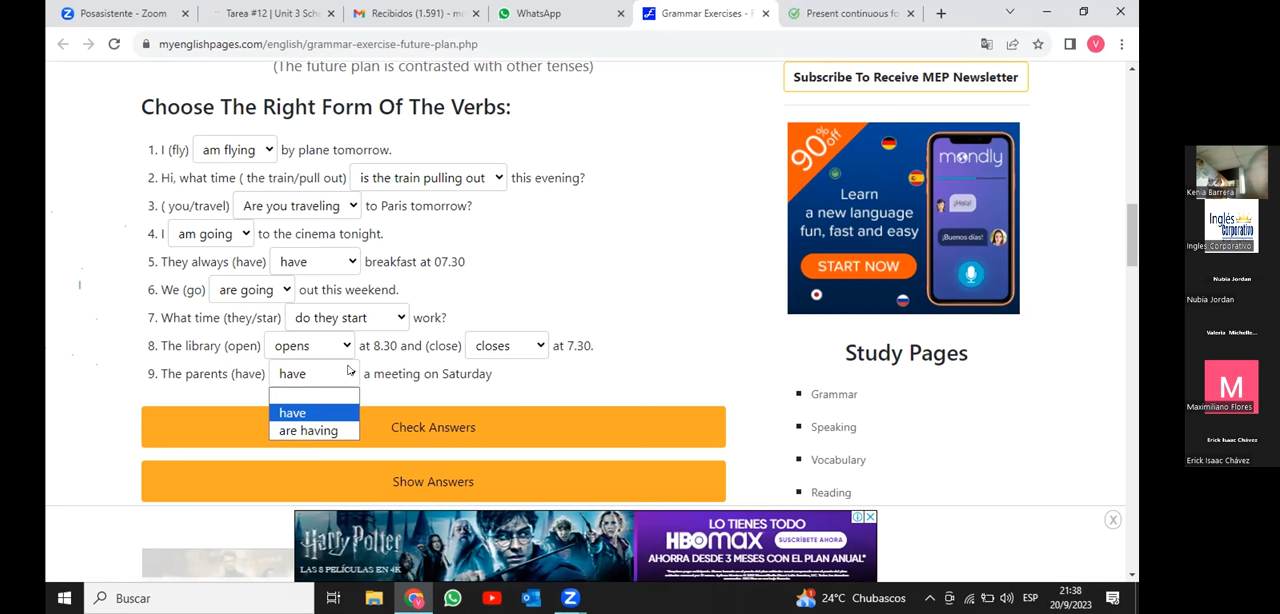 Posasistente - Zoom
Tarea #12 | Unit 3 Sche
Recibidos (1.591) - m
WhatsApp
Grammar Exercises - F
Present continuous fo
myenglishpages.com/english/grammar-exercise-future-plan.php
(The future plan is contrasted with other tenses)
Choose The Right Form Of The Verbs:
1. I (fly) am flying by plane tomorrow.
2. Hi, what time ( the train/pull out) is the train pulling out this evening?
3. ( you/travel) Are you traveling to Paris tomorrow?
4. I am going to the cinema tonight.
5. They always (have) have breakfast at 07.30
6. We (go) are going out this weekend.
7. What time (they/star) do they start work?
8. The library (open) opens at 8.30 and (close) closes at 7.30.
9. The parents (have) have a meeting on Saturday
have
are having
Check Answers
Show Answers
Subscribe To Receive MEP Newsletter
90% off
mondly
Learn
a new language
fun, fast and easy
START NOW
¡Hola!
¡Buenos días!
Study Pages
Grammar
Speaking
Vocabulary
Reading
Harry Potter
LAS 8 PELÍCULAS EN 4K
LO TIENES TODO
HBOmax
SUSCRÍBETE AHORA
AHORRA DESDE 3 MESES CON EL PLAN ANUAL*
Kenia Barrera
Inglés
Corporativo
Ingles Corporativo
Nubia Jordan
Nubia Jordan
Valeria Michelle...
M
Maximiliano Flores
Erick Isaac Chávez
Erick Isaac Chávez
Buscar
24°C Chubascos
ESP
21:38
20/9/2023